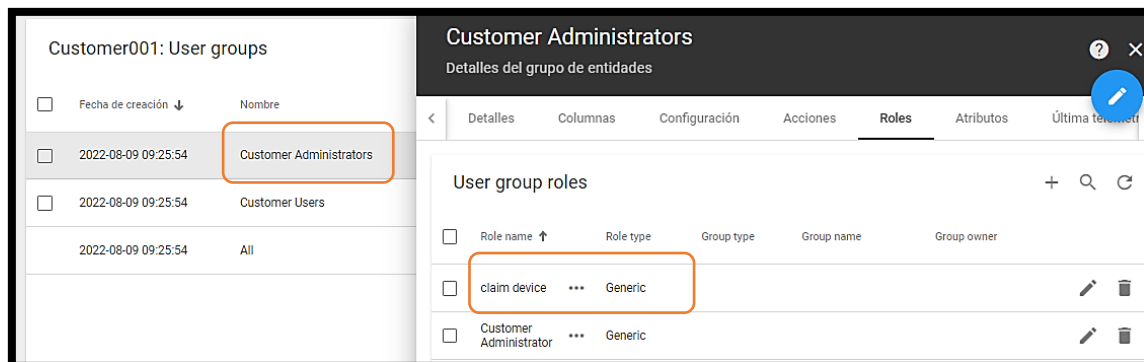 Customer001: User groups
Fecha de creación Nombre
2022-08-09 09:25:54 Customer Administrators
2022-08-09 09:25:54 Customer Users
2022-08-09 09:25:54 All
Customer Administrators
Detalles del grupo de entidades
Detalles Columnas Configuración Acciones Roles Atributos Última
User group roles
Role name Role type Group type Group name Group owner
claim device Generic
Customer
Administrator Generic